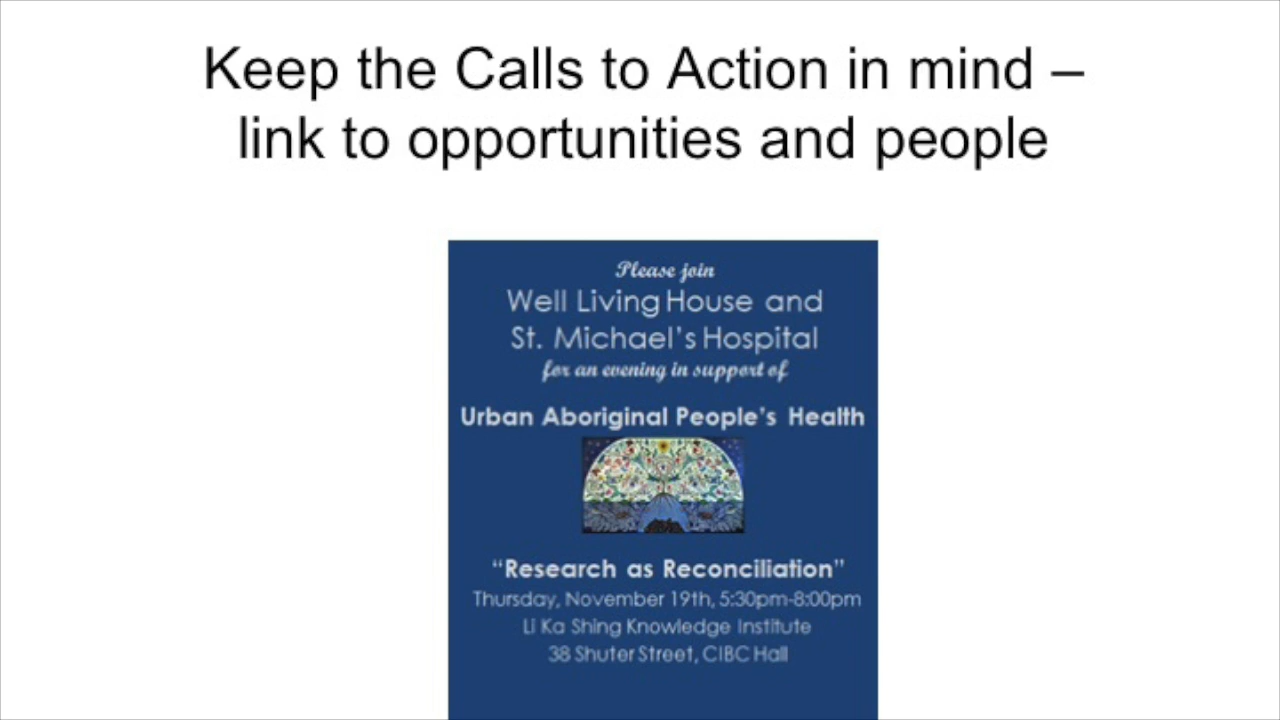 Keep the Calls to Action in mind –
link to opportunities and people
Please join
Well Living House and
St. Michael's Hospital
for an evening in support of
Urban Aboriginal People's Health
“Research as Reconciliation”
Thursday, November 19th, 5:30pm-8:00pm
Li Ka Shing Knowledge Institute
38 Shuter Street, CIBC Hall